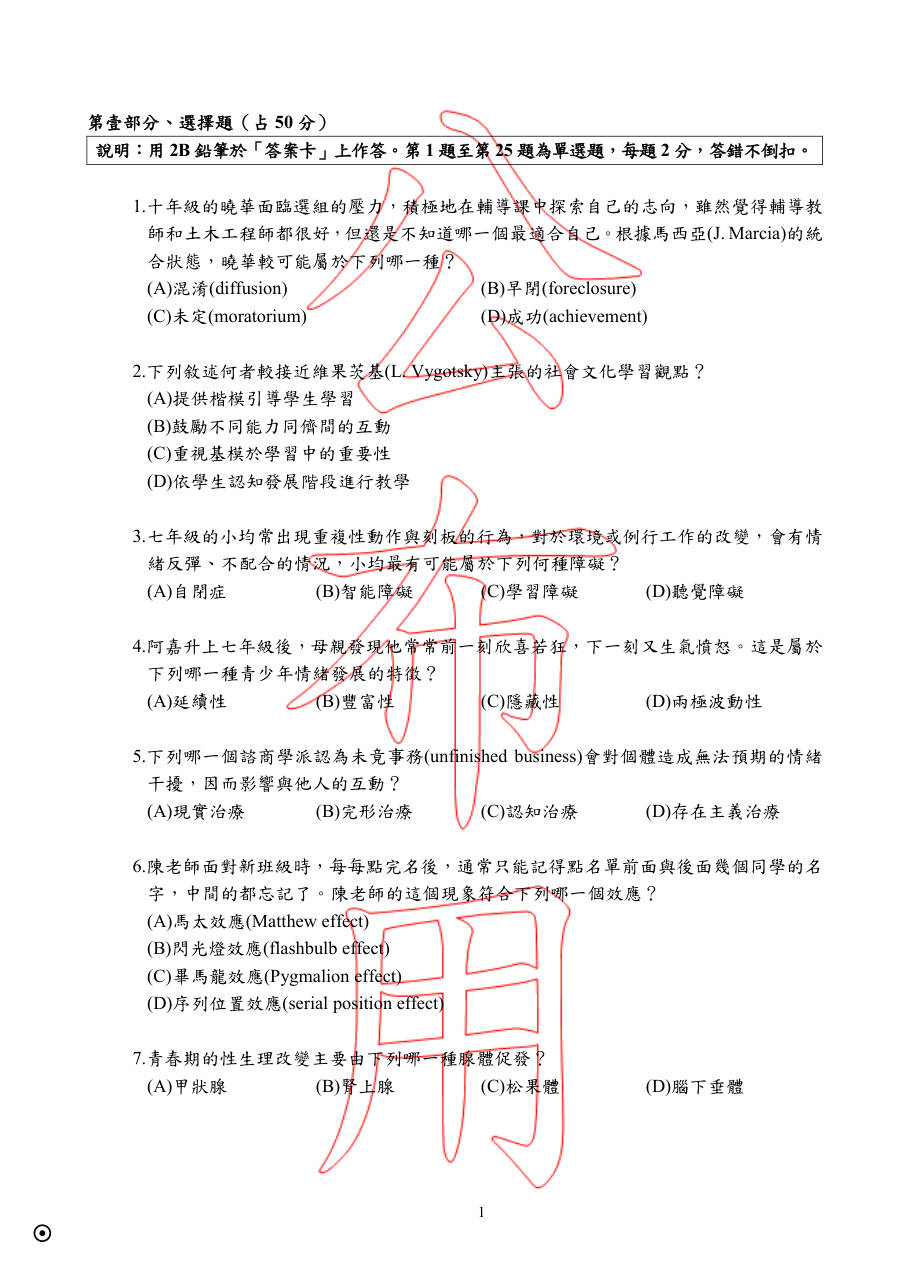 第壹部分、選擇題（占 50 分）
說明：用 2B 鉛筆於「答案卡」上作答。第 1 題至第 25 題為單選題，每題 2 分，答錯不倒扣。
1.十年級的曉華面臨選組的壓力，積極地在輔導課中探索自己的志向，雖然覺得輔導教
師和土木工程師都很好，但還是不知道哪一個最適合自己。根據馬西亞(J. Marcia)的統
合狀態，曉華較可能屬於下列哪一種？
(A)混淆(diffusion) (B)早閉(foreclosure)
(C)未定(moratorium) (D)成功(achievement)
2.下列敘述何者較接近維果茨基(L. Vygotsky)主張的社會文化學習觀點？
(A)提供楷模引導學生學習
(B)鼓勵不同能力同儕間的互動
(C)重視基模於學習中的重要性
(D)依學生認知發展階段進行教學
3.七年級的小均常出現重複性動作與刻板的行為，對於環境或例行工作的改變，會有情
緒反彈、不配合的情況，小均最有可能屬於下列何種障礙？
(A)自閉症 (B)智能障礙 (C)學習障礙 (D)聽覺障礙
4.阿嘉升上七年級後，母親發現他常常前一刻欣喜若狂，下一刻又生氣憤怒。這是屬於
下列哪一種青少年情緒發展的特徵？
(A)延續性 (B)豐富性 (C)隱藏性 (D)兩極波動性
5.下列哪一個諮商學派認為未竟事務(unfinished business)會對個體造成無法預期的情緒
干擾，因而影響與他人的互動？
(A)現實治療 (B)完形治療 (C)認知治療 (D)存在主義治療
6.陳老師面對新班級時，每每點完名後，通常只能記得點名單前面與後面幾個同學的名
字，中間的都忘記了。陳老師的這個現象符合下列哪一個效應？
(A)馬太效應(Matthew effect)
(B)閃光燈效應(flashbulb effect)
(C)畢馬龍效應(Pygmalion effect)
(D)序列位置效應(serial position effect)
7.青春期的性生理改變主要由下列哪一種腺體促發？
(A)甲狀腺 (B)腎上腺 (C)松果體 (D)腦下垂體
1
公布用